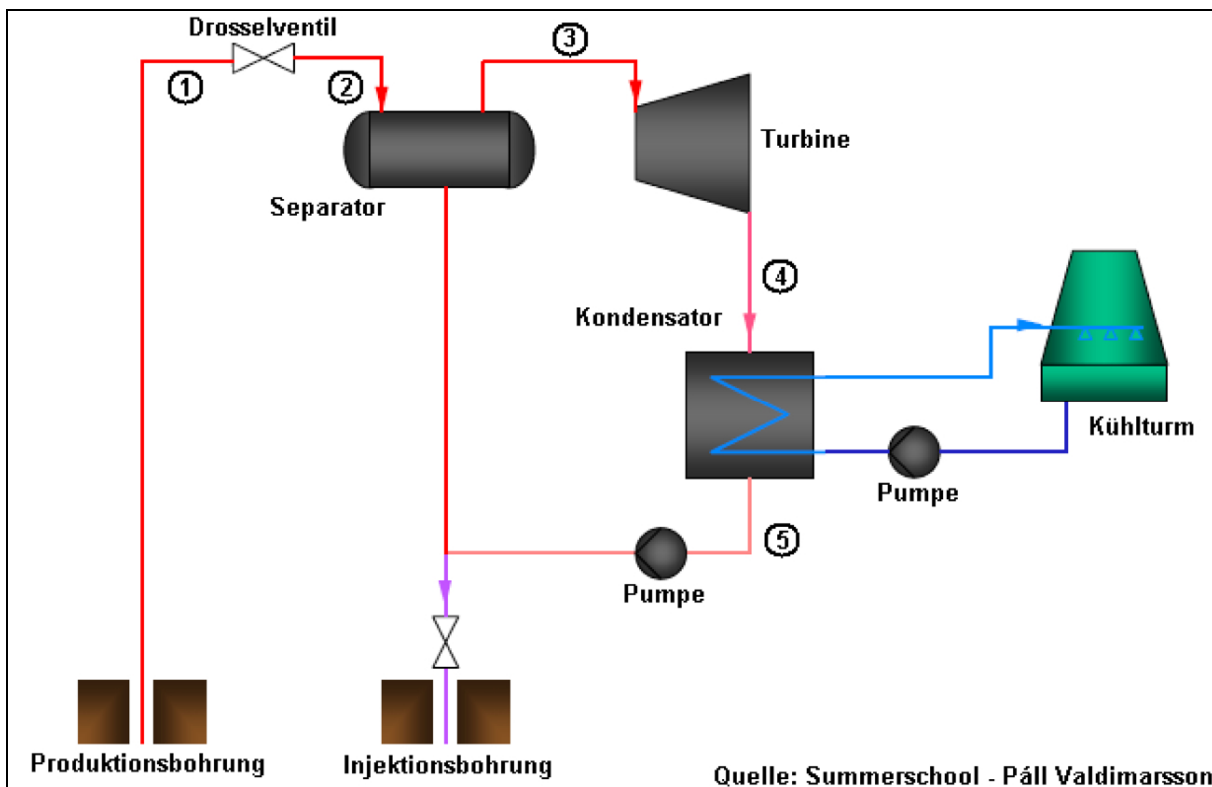 Drosselventil
①
②
③
Turbine
Separator
④
Kondensator
Kühlturm
Pumpe
⑤
Pumpe
Produktionsbohrung
Injektionsbohrung
Quelle: Summerschool - Páll Valdimarsson